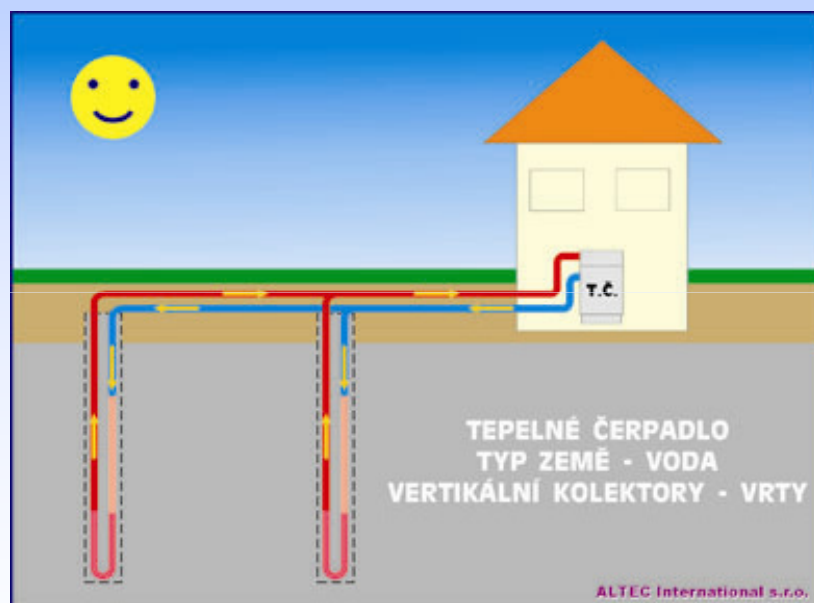 T.Č.
TEPELNÉ ČERPADLO
TYP ZEMĚ - VODA
VERTIKÁLNÍ KOLEKTORY - VRTY
ALTEC International s.r.o.